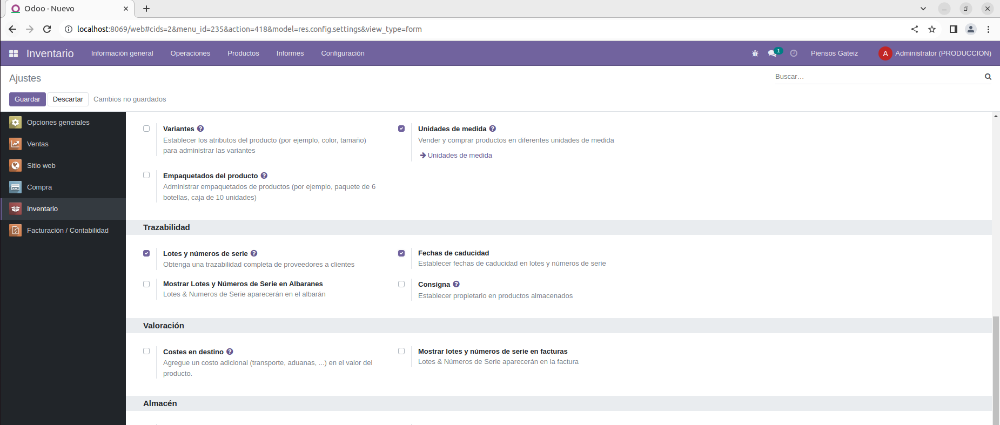 Odoo - Nuevo
localhost:8069/web#cids=2&menu_id=235&action=418&model=res.config.settings&view_type=form
Inventario Información general Operaciones Productos Informes Configuración 1 Piensos Gateiz A Administrator (PRODUCCION)
Ajustes Buscar...
Guardar Descartar Cambios no guardados
Opciones generales
Ventas
Sitio web
Compra
Inventario
Facturación / Contabilidad
Variantes
Establecer los atributos del producto (por ejemplo, color, tamaño)
para administrar las variantes
Unidades de medida
Vender y comprar productos en diferentes unidades de medida
Unidades de medida
Empaquetados del producto
Administrar empaquetados de productos (por ejemplo, paquete de 6
botellas, caja de 10 unidades)
Trazabilidad
Lotes y números de serie
Obtenga una trazabilidad completa de proveedores a clientes
Fechas de caducidad
Establecer fechas de caducidad en lotes y números de serie
Mostrar Lotes y Números de Serie en Albaranes
Lotes & Numeros de Serie aparecerán en el albarán
Consigna
Establecer propietario en productos almacenados
Valoración
Costes en destino
Agregue un costo adicional (transporte, aduanas, ...) en el valor del
producto.
Mostrar lotes y números de serie en facturas
Lotes & Números de Serie aparecerán en la factura
Almacén